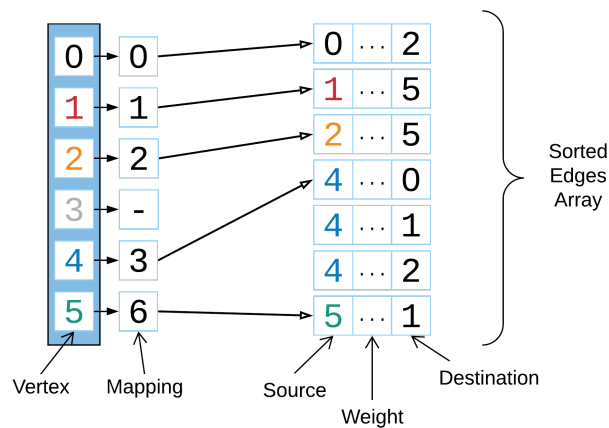 0 0 0 ... 2
1 1 1 ... 5
2 2 2 ... 5
3 - 4 ... 0
4 3 4 ... 1
4 ... 2
5 6 5 ... 1
Sorted
Edges
Array
Vertex
Mapping
Source
Weight
Destination